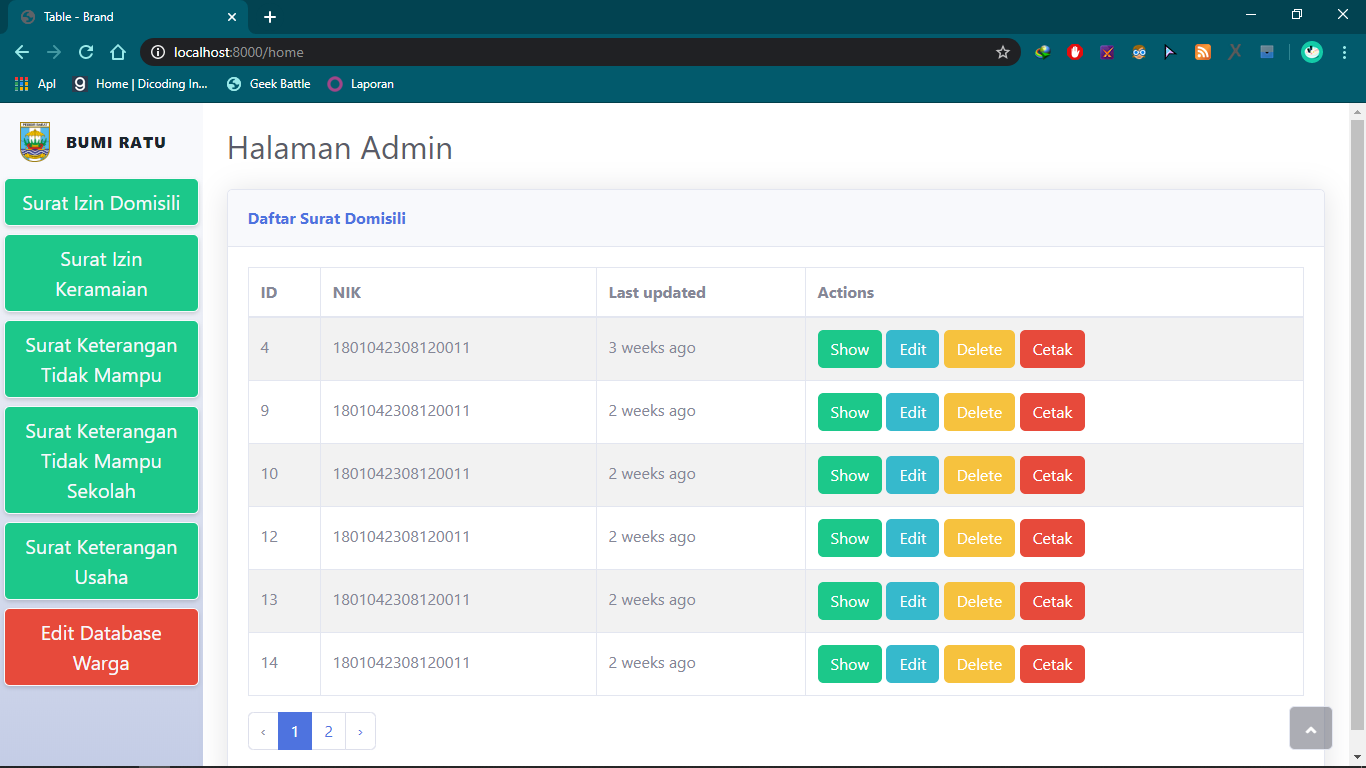 Table - Brand
localhost:8000/home
Apl
Home | Dicoding In...
Geek Battle
Laporan
BUMI RATU
Surat Izin Domisili
Surat Izin
Keramaian
Surat Keterangan
Tidak Mampu
Surat Keterangan
Tidak Mampu
Sekolah
Surat Keterangan
Usaha
Edit Database
Warga
Halaman Admin
Daftar Surat Domisili
ID NIK Last updated Actions
4 1801042308120011 3 weeks ago Show Edit Delete Cetak
9 1801042308120011 2 weeks ago Show Edit Delete Cetak
10 1801042308120011 2 weeks ago Show Edit Delete Cetak
12 1801042308120011 2 weeks ago Show Edit Delete Cetak
13 1801042308120011 2 weeks ago Show Edit Delete Cetak
14 1801042308120011 2 weeks ago Show Edit Delete Cetak
‹ 1 2 ›